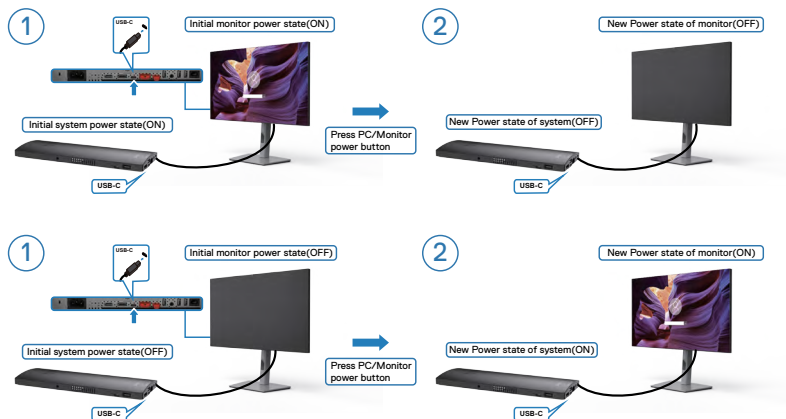 1
USB-C
Initial monitor power state(ON)
Initial system power state(ON)
USB-C
Press PC/Monitor
power button
2
New Power state of monitor(OFF)
New Power state of system(OFF)
USB-C
1
USB-C
Initial monitor power state(OFF)
Initial system power state(OFF)
USB-C
Press PC/Monitor
power button
2
New Power state of monitor(ON)
New Power state of system(ON)
USB-C